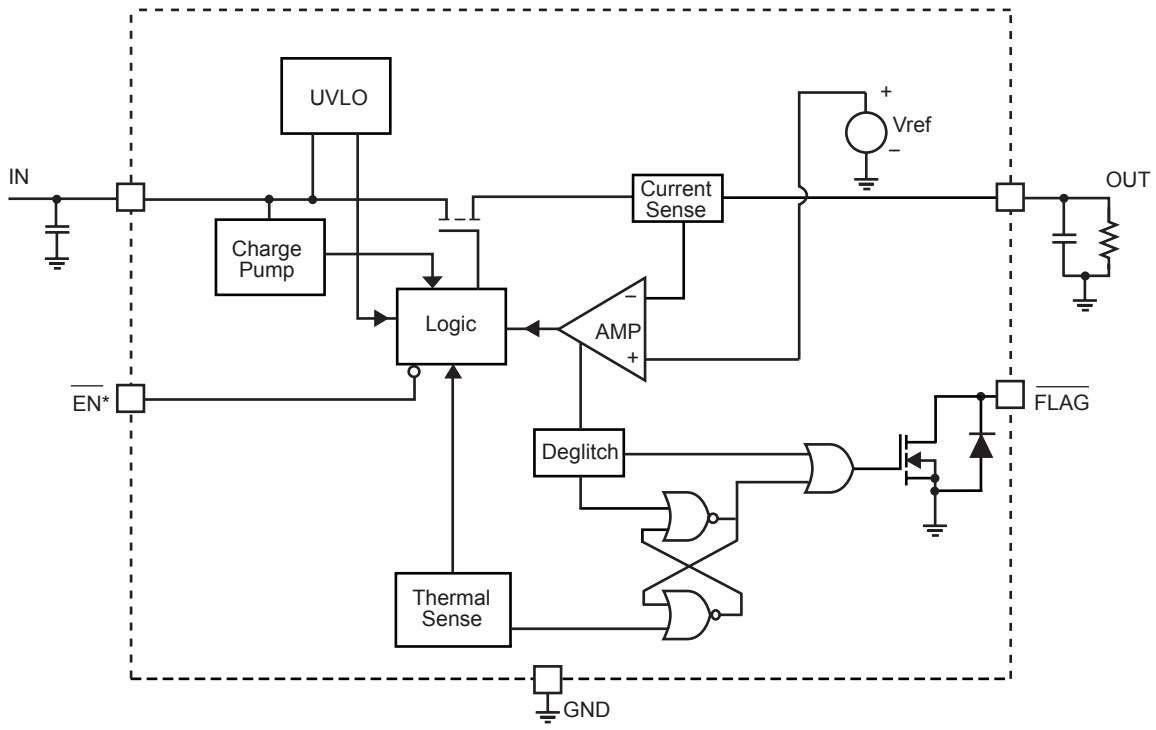 UVLO
+
Vref
−
IN
Current
Sense
OUT
Charge
Pump
−
Logic
AMP
+
EN*
FLAG
Deglitch
Thermal
Sense
GND